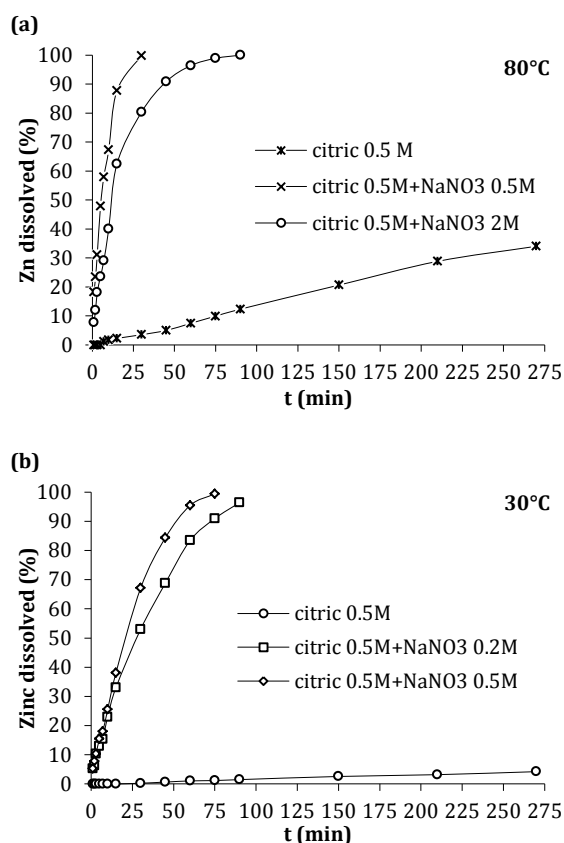 (a)
80°C
Zn dissolved (%)
100
90
80
70
60
50
40
30
20
10
0
citric 0.5 M
citric 0.5M+NaNO3 0.5M
citric 0.5M+NaNO3 2M
0 25 50 75 100 125 150 175 200 225 250 275
t (min)
(b)
30°C
Zinc dissolved (%)
100
90
80
70
60
50
40
30
20
10
0
citric 0.5M
citric 0.5M+NaNO3 0.2M
citric 0.5M+NaNO3 0.5M
0 25 50 75 100 125 150 175 200 225 250 275
t (min)